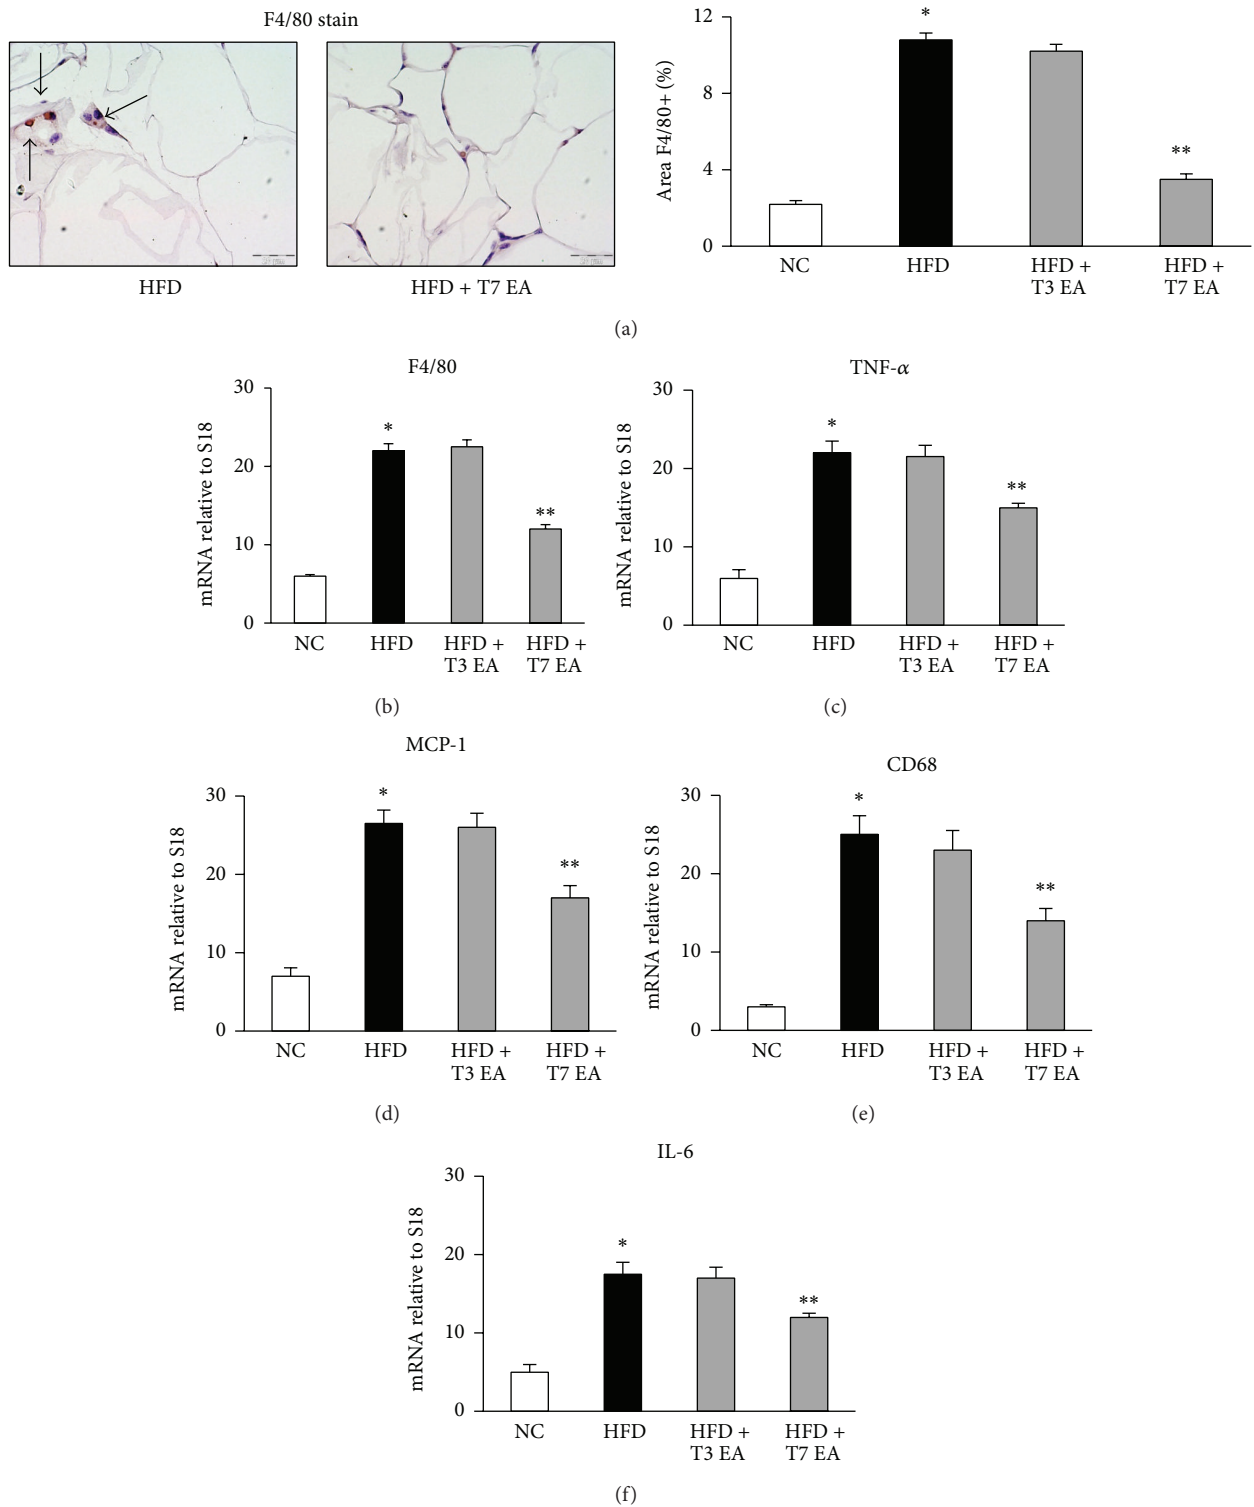 F4/80 stain
HFD
HFD + T7 EA
Area F4/80+ (%)
12
8
4
0
*
**
NC
HFD
HFD +
T3 EA
HFD +
T7 EA
(a)
F4/80
mRNA relative to S18
30
20
10
0
*
**
NC
HFD
HFD +
T3 EA
HFD +
T7 EA
(b)
TNF-α
mRNA relative to S18
30
20
10
0
*
**
NC
HFD
HFD +
T3 EA
HFD +
T7 EA
(c)
MCP-1
mRNA relative to S18
30
20
10
0
*
**
NC
HFD
HFD +
T3 EA
HFD +
T7 EA
(d)
CD68
mRNA relative to S18
30
20
10
0
*
**
NC
HFD
HFD +
T3 EA
HFD +
T7 EA
(e)
IL-6
mRNA relative to S18
30
20
10
0
*
**
NC
HFD
HFD +
T3 EA
HFD +
T7 EA
(f)